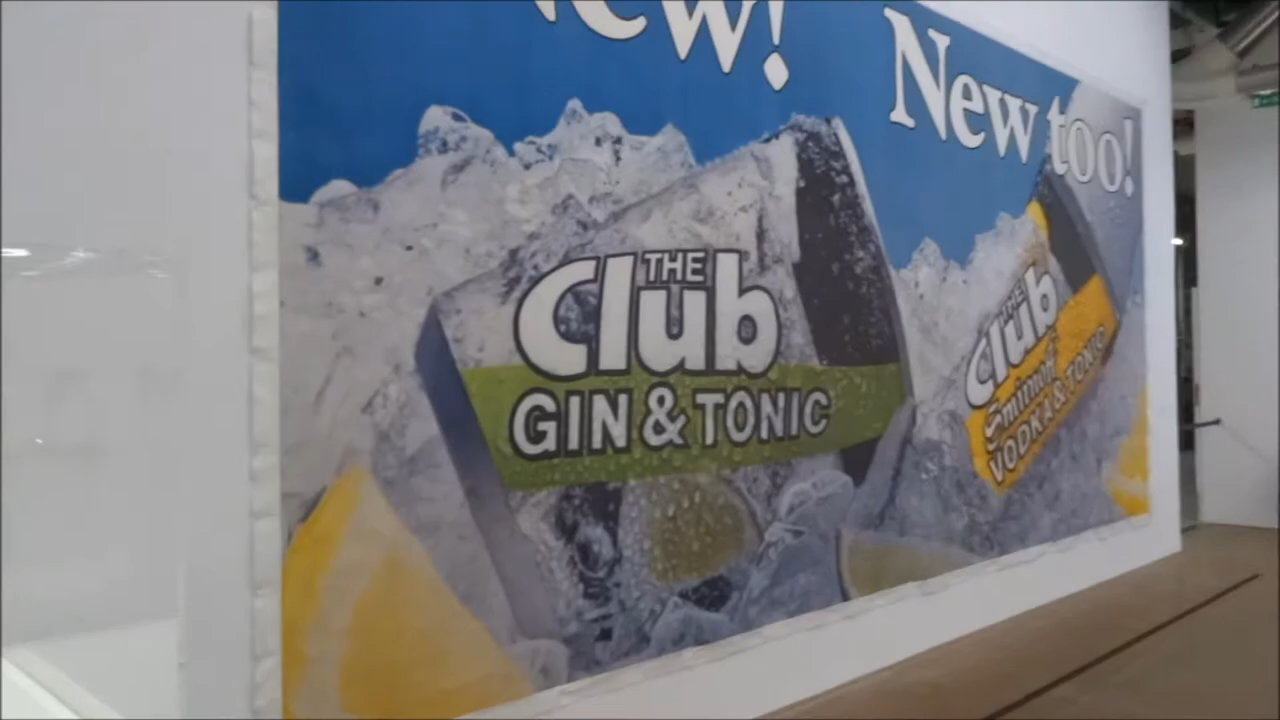 New!
New too!
THE
Club
GIN & TONIC
THE
Club
Smirnoff
VODKA & TONIC